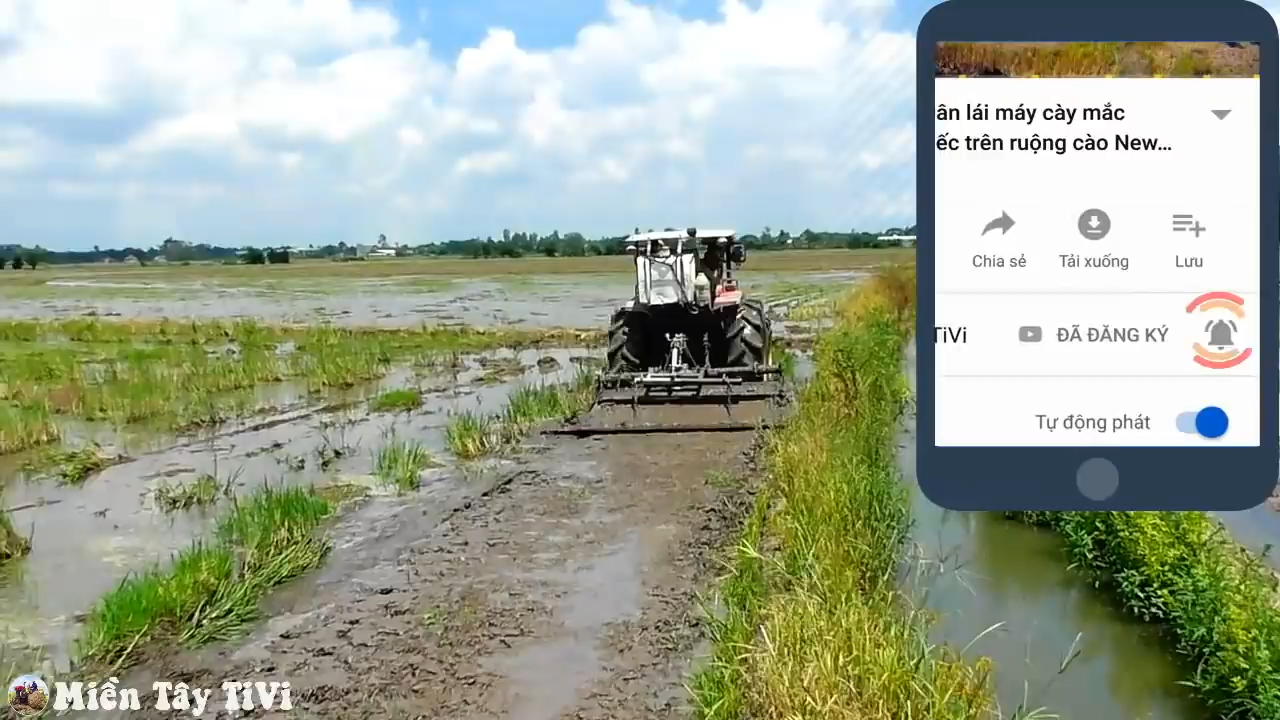 ân lái máy cày mắc
ếc trên ruộng cào New...
Chia sẻ
Tải xuống
Lưu
TiVi
ĐÃ ĐĂNG KÝ
Tự động phát
Miền Tây TiVi